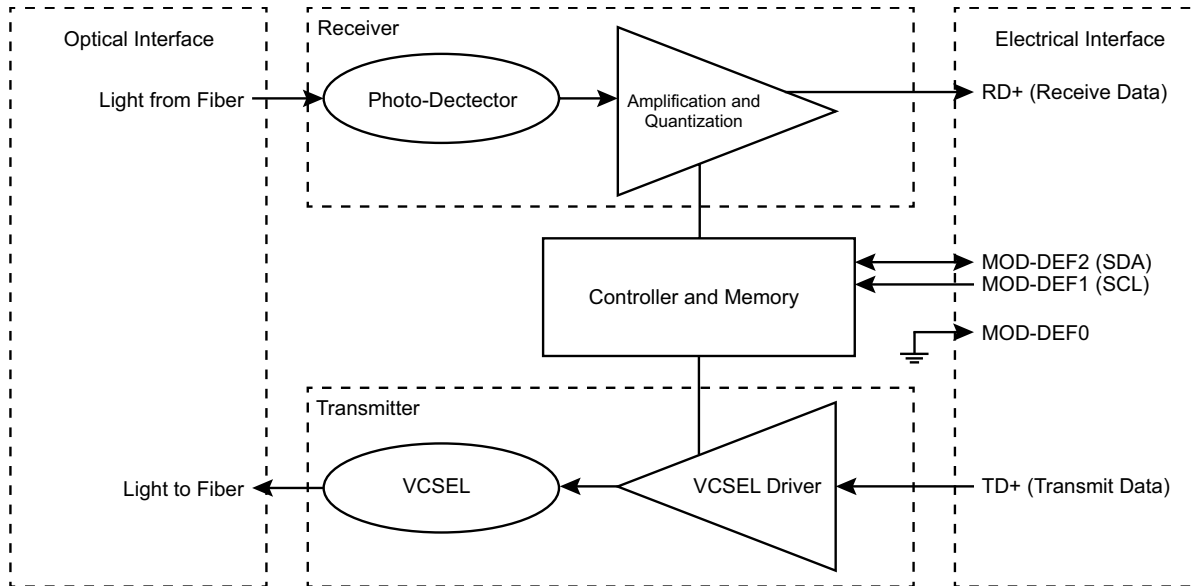 Optical Interface
Receiver
Electrical Interface
Light from Fiber
Photo-Dectector
Amplification and
Quantization
RD+ (Receive Data)
Controller and Memory
MOD-DEF2 (SDA)
MOD-DEF1 (SCL)
MOD-DEF0
Transmitter
Light to Fiber
VCSEL
VCSEL Driver
TD+ (Transmit Data)